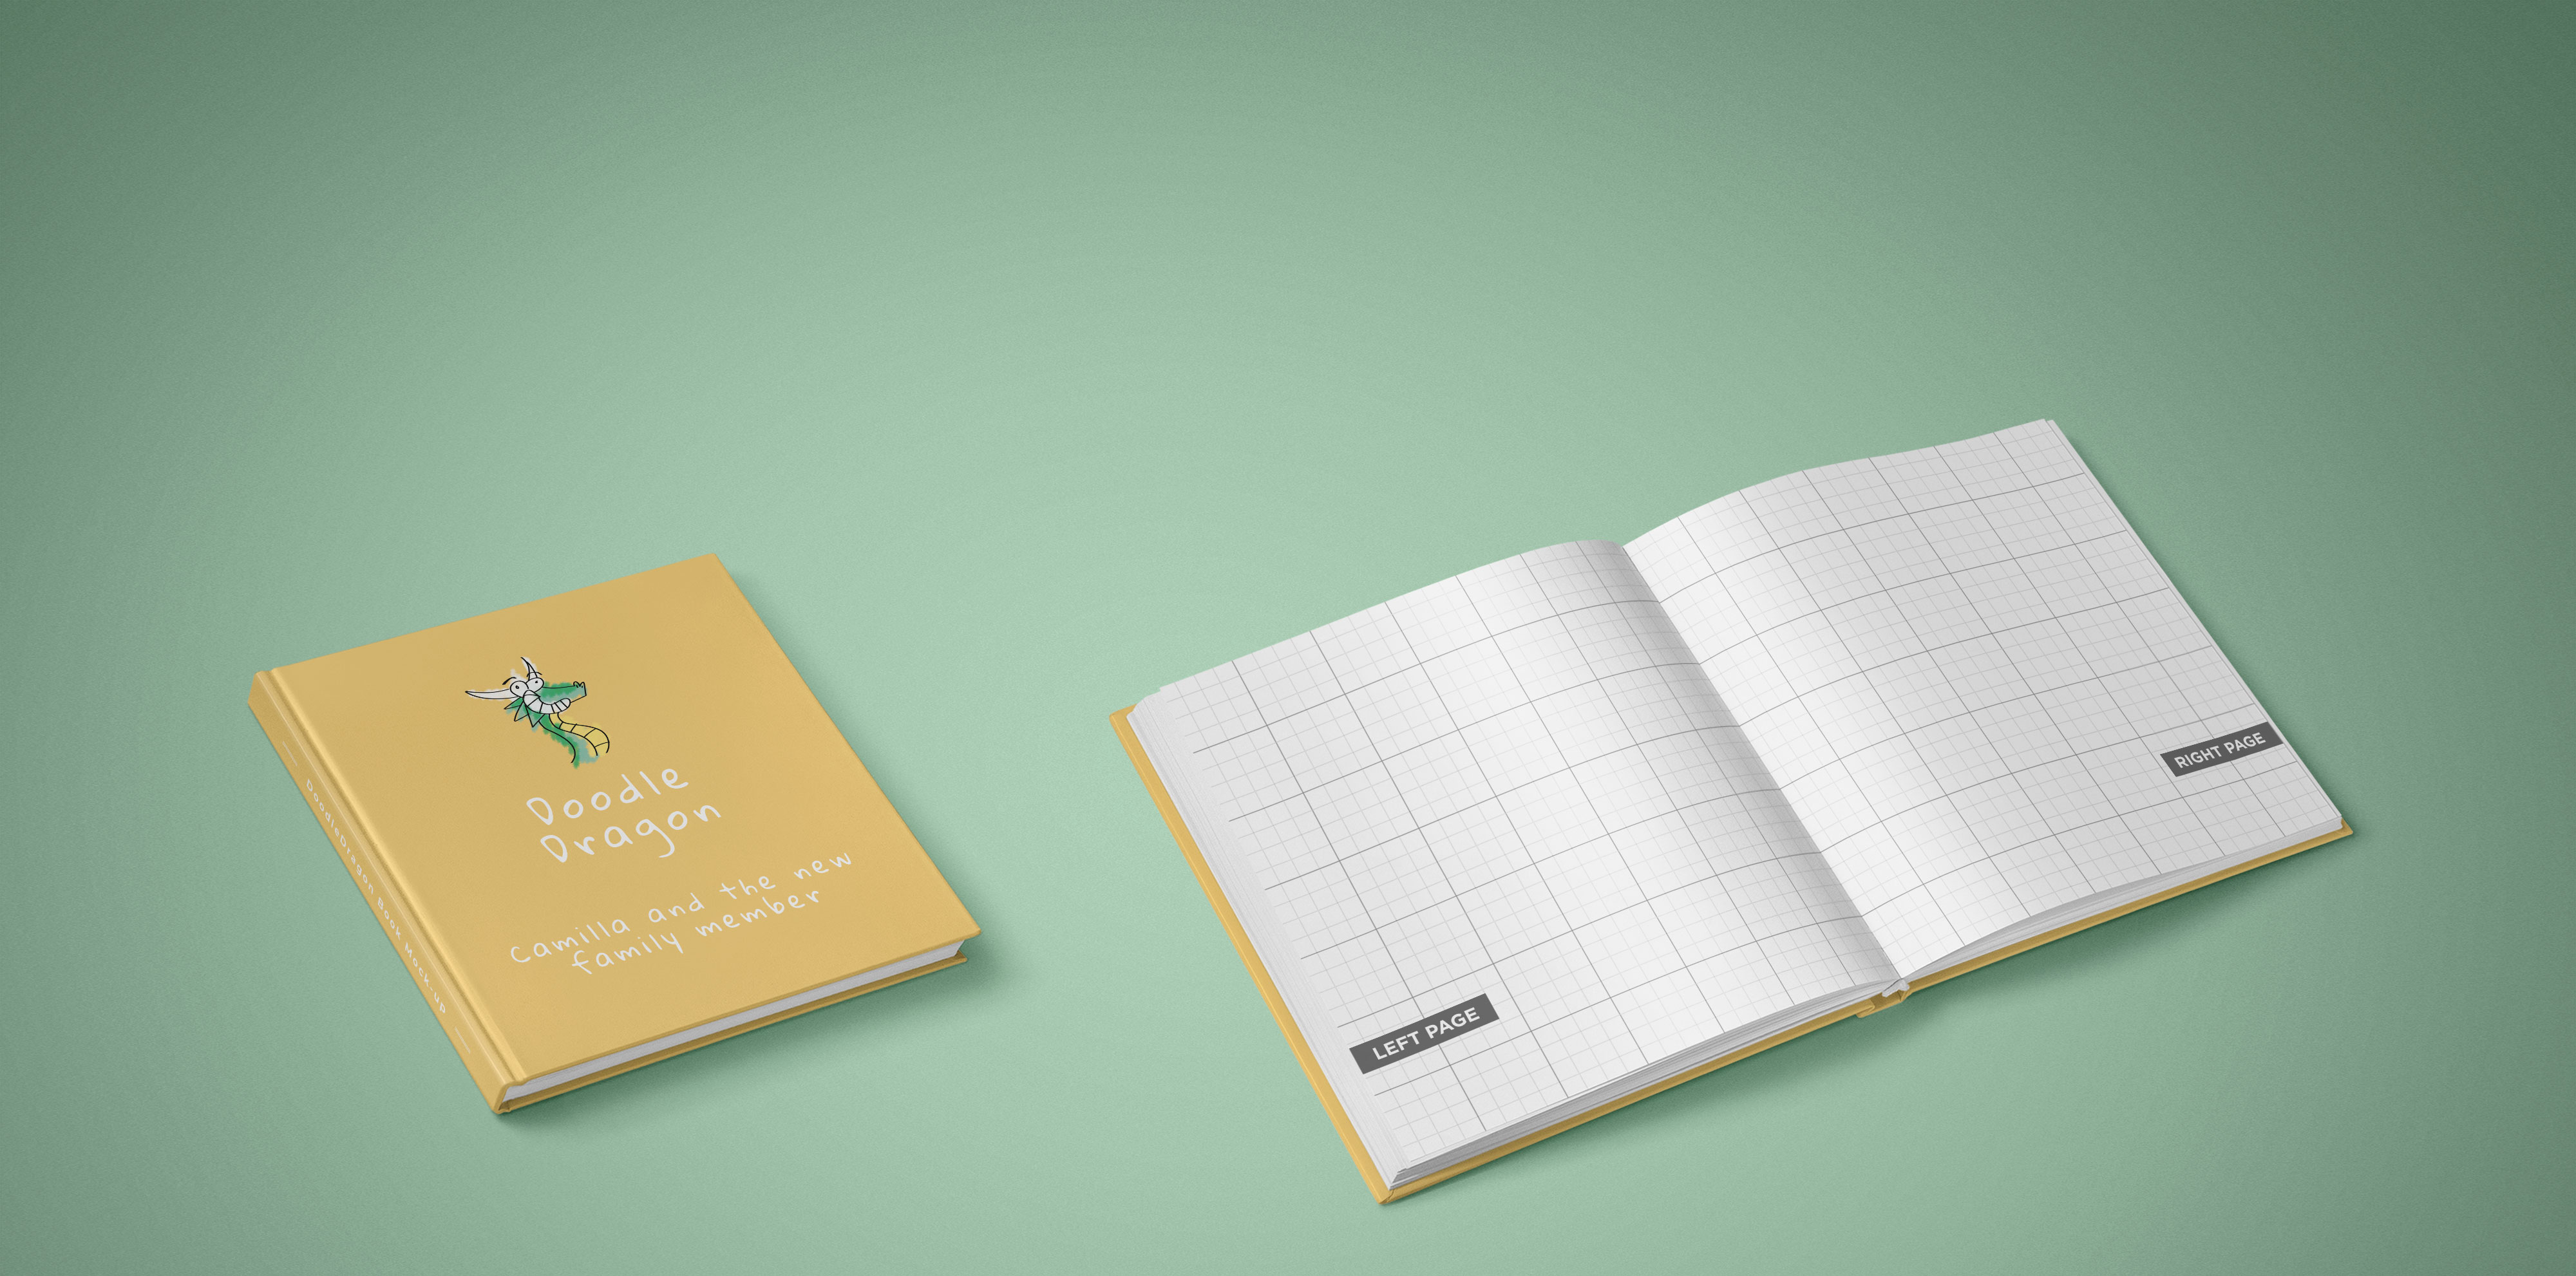 Doodle
Dragon
Camilla and the new
family member
DoodleDragon Book Mock-up
LEFT PAGE
RIGHT PAGE